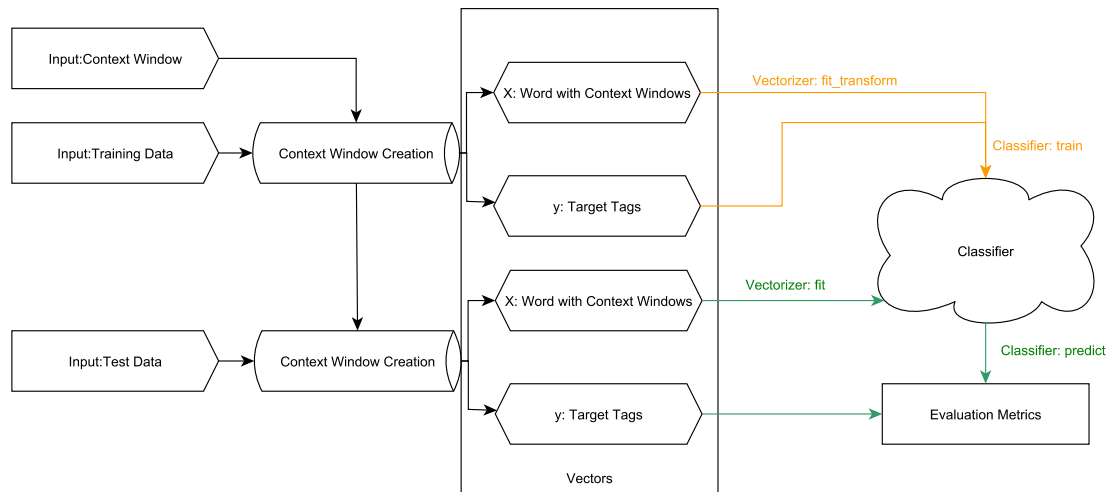 Input:Context Window
Input:Training Data
Context Window Creation
X: Word with Context Windows
Vectorizer: fit_transform
Classifier: train
y: Target Tags
Classifier
X: Word with Context Windows
Vectorizer: fit
Input:Test Data
Context Window Creation
Classifier: predict
y: Target Tags
Evaluation Metrics
Vectors